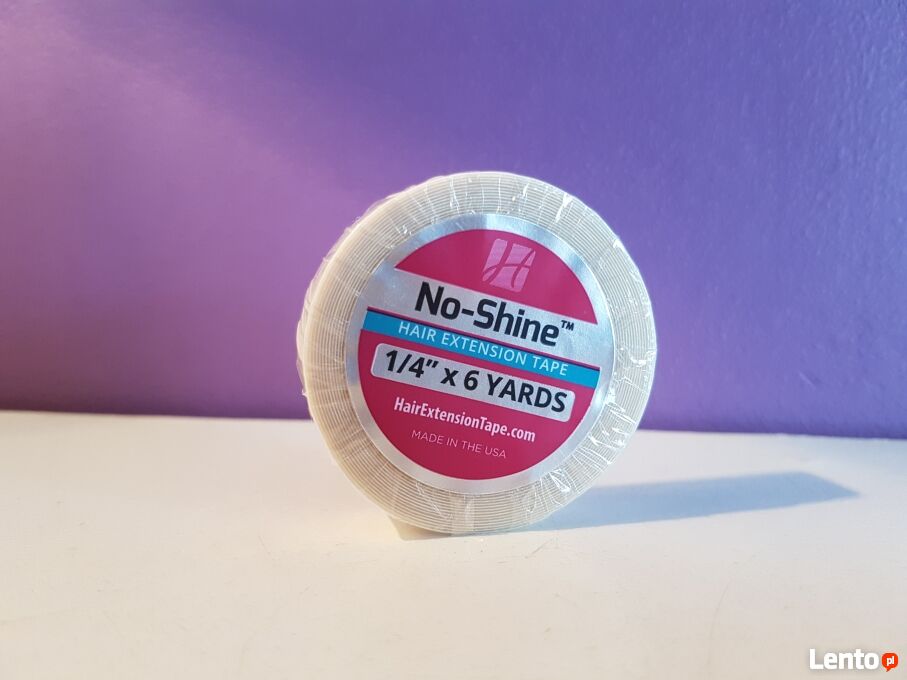 No-Shine™
HAIR EXTENSION TAPE
1/4" x 6 YARDS
HairExtensionTape.com
MADE IN THE USA
Lento pl